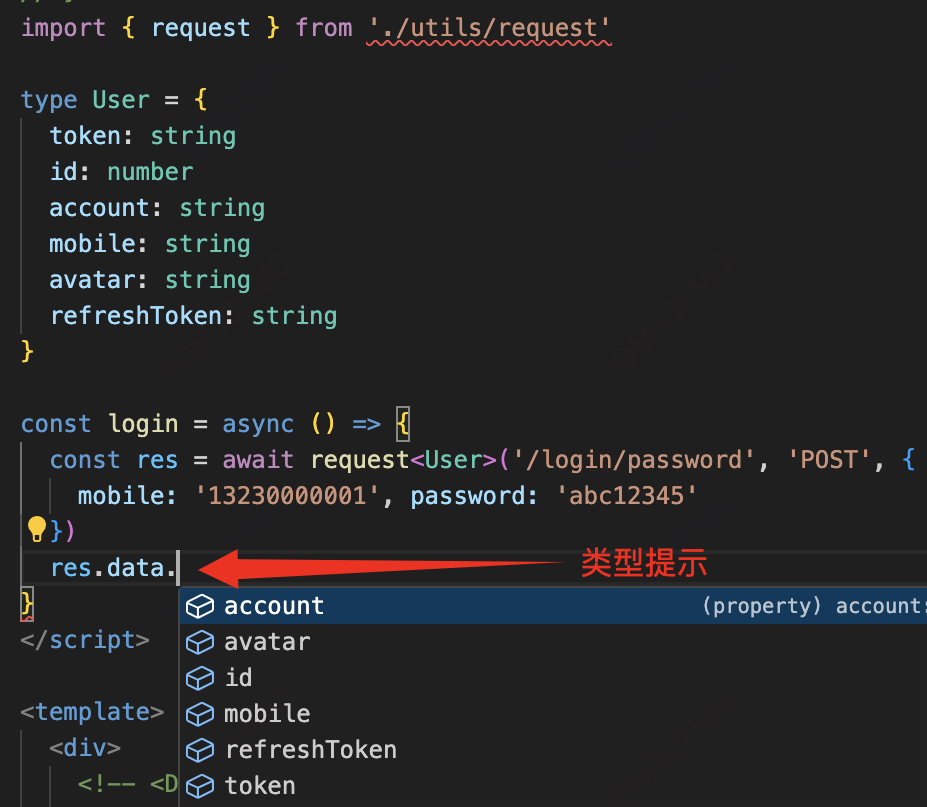 import { request } from './utils/request'
type User = {
token: string
id: number
account: string
mobile: string
avatar: string
refreshToken: string
}
const login = async () => {
const res = await request<User>('/login/password', 'POST', {
mobile: '13230000001', password: 'abc12345'
})
res.data.
类型提示
account (property) account:
}
avatar
</script>
id
mobile
<template>
refreshToken
<div>
token
<!-- <D